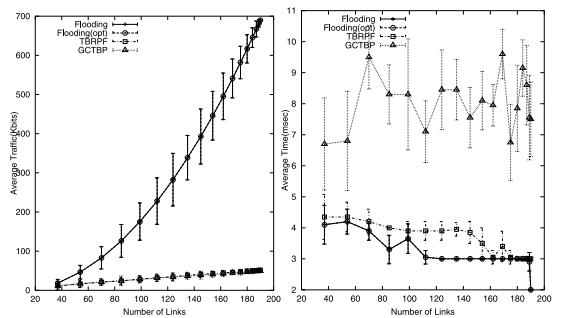 700
600
500
400
300
200
100
0
20 40 60 80 100 120 140 160 180 200
Number of Links
Average Traffic(Kbits)
Flooding
Flooding(opt)
TBRPF
GCTBP
11
10
9
8
7
6
5
4
3
2
20 40 60 80 100 120 140 160 180 200
Number of Links
Average Time(msec)
Flooding
Flooding(opt)
TBRPF
GCTBP